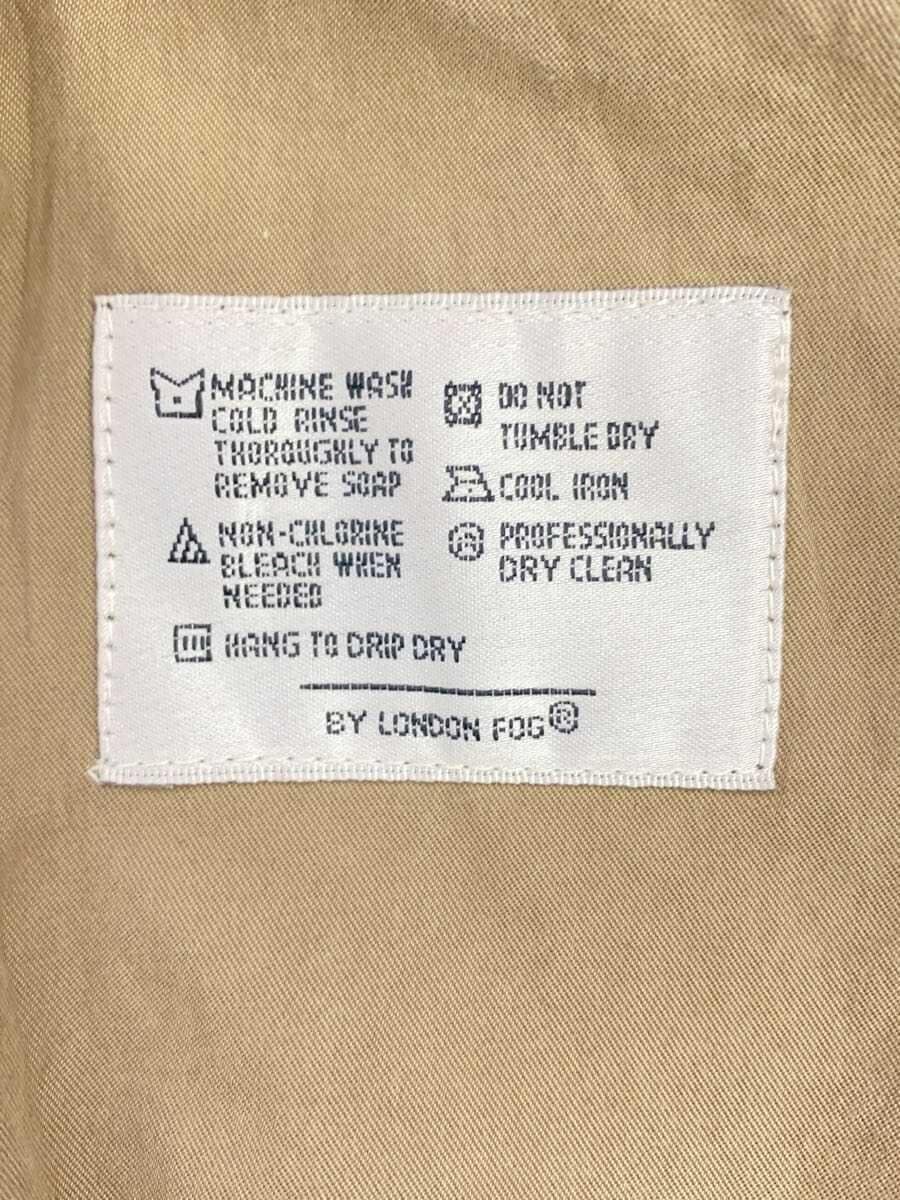 MACHINE WASH
COLD RINSE
THOROUGHLY TO
REMOVE SOAP
NON-CHLORINE
BLEACH WHEN
NEEDED
HANG TO DRIP DRY
DO NOT
TUMBLE DRY
COOL IRON
A PROFESSIONALLY
DRY CLEAN
BY LONDON FOG®